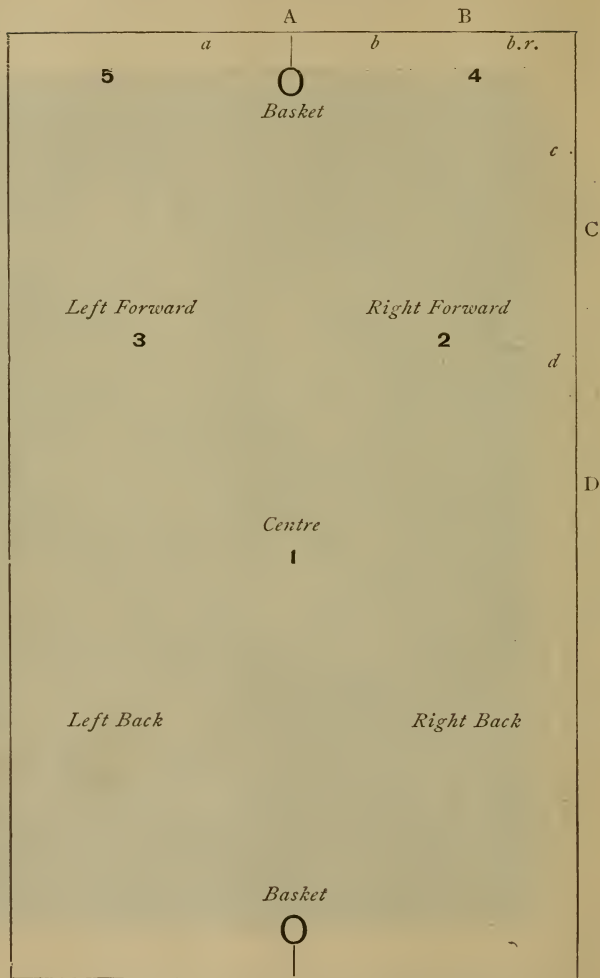 A B
a b b.r.
5 4
Basket
c
C
Left Forward Right Forward
3 2
d
D
Centre
1
Left Back Right Back
Basket